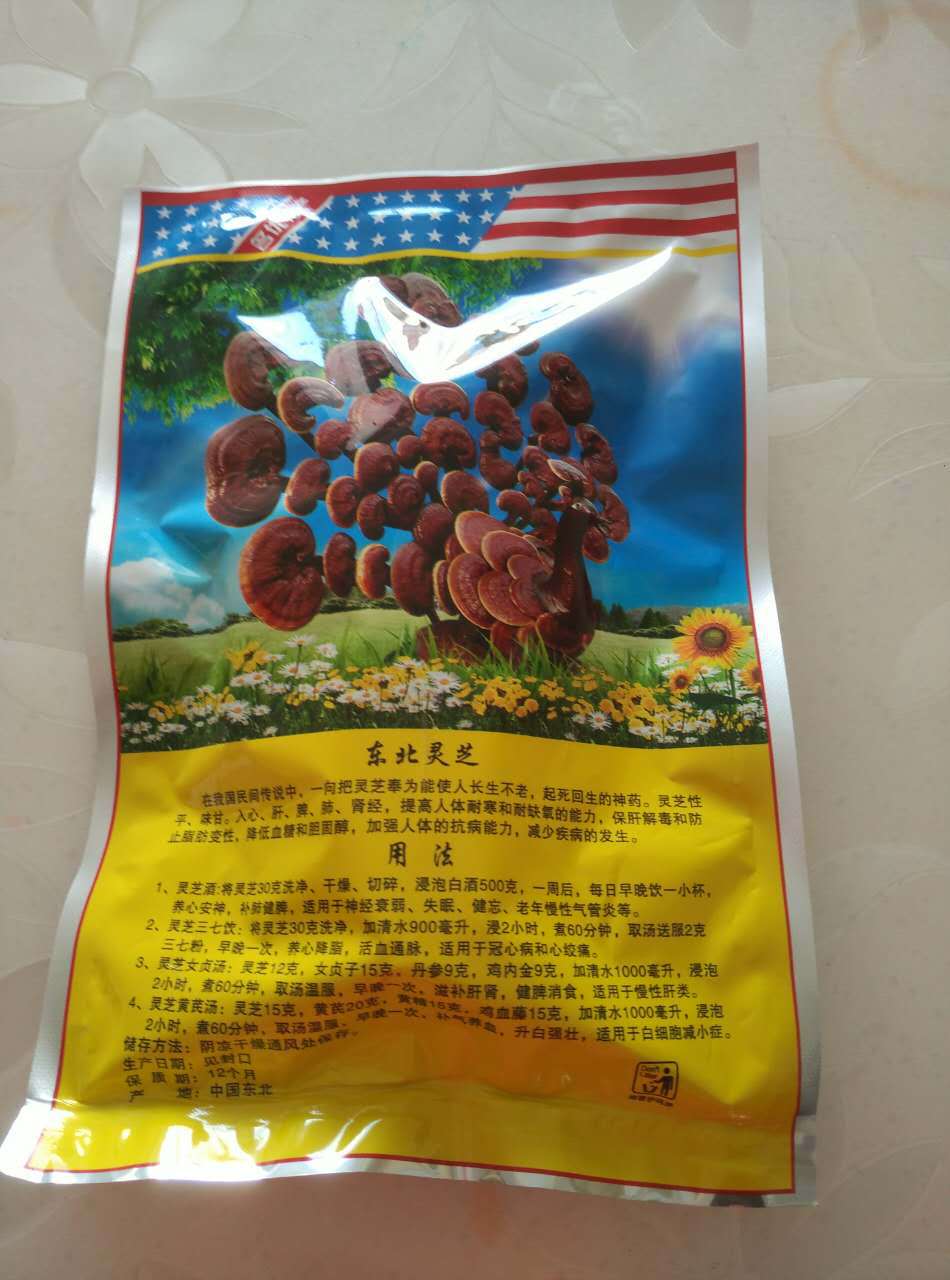 东北灵芝
在我国民间传说中，一向把灵芝奉为能使人长生不老，起死回生的神药。灵芝性
平、味甘。入心、肝、脾、肺、肾经，提高人体耐寒和耐缺氧的能力，保肝解毒和防
止脂肪变性，降低血糖和胆固醇，加强人体的抗病能力，减少疾病的发生。
用法
1、灵芝酒:将灵芝30克洗净、干燥、切碎，浸泡白酒500克，一周后，每日早晚饮一小杯，
养心安神，补肺健脾，适用于神经衰弱、失眠、健忘、老年慢性气管炎等。
2、灵芝三七饮：将灵芝30克洗净，加清水900毫升，浸2小时，煮60分钟，取汤送服2克
三七粉，早晚一次，养心降脂，活血通脉，适用于冠心病和心绞痛。
3、灵芝女贞汤：灵芝12克，女贞子15克，丹参9克，鸡内金9克，加清水1000毫升，浸泡
2小时，煮60分钟，取汤温服，早晚一次，滋补肝肾，健脾消食，适用于慢性肝类。
4、灵芝黄芪汤：灵芝15克，黄芪20克，黄精15克，鸡血藤15克，加清水1000毫升，浸泡
2小时，煮60分钟，取汤温服，早晚一次、补气养血，升白强壮，适用于白细胞减小症。
储存方法：阴凉干燥通风处保存。
生产日期：见封口
保质期：12个月
产地：中国东北
Don't
Litter